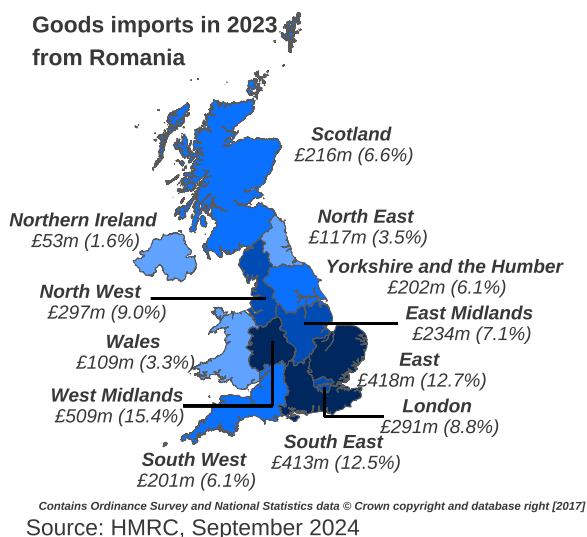 Goods imports in 2023
from Romania
Scotland
£216m (6.6%)
Northern Ireland
£53m (1.6%)
North East
£117m (3.5%)
Yorkshire and the Humber
£202m (6.1%)
North West
£297m (9.0%)
East Midlands
£234m (7.1%)
Wales
£109m (3.3%)
East
£418m (12.7%)
West Midlands
£509m (15.4%)
London
£291m (8.8%)
South East
£413m (12.5%)
South West
£201m (6.1%)
Contains Ordinance Survey and National Statistics data © Crown copyright and database right [2017]
Source: HMRC, September 2024